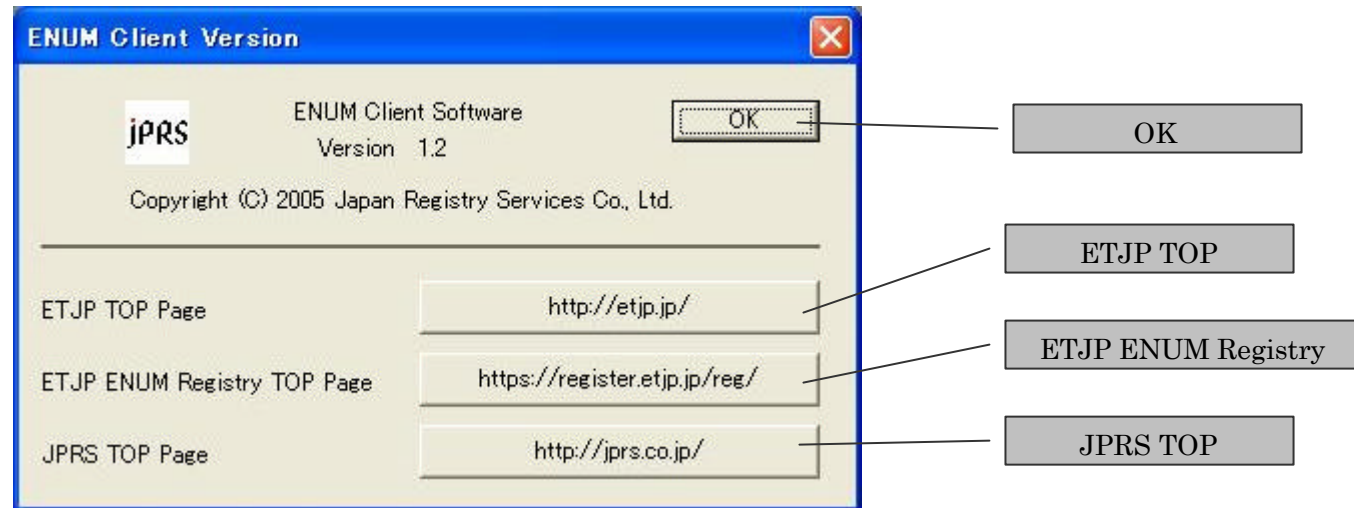 ENUM Client Version
jPRS
ENUM Client Software
OK
OK
Version 1.2
Copyright (C) 2005 Japan Registry Services Co., Ltd.
ETJP TOP
ETJP TOP Page
http://etjp.jp/
ETJP ENUM Registry
ETJP ENUM Registry TOP Page
https://register.etjp.jp/reg/
JPRS TOP
JPRS TOP Page
http://jprs.co.jp/